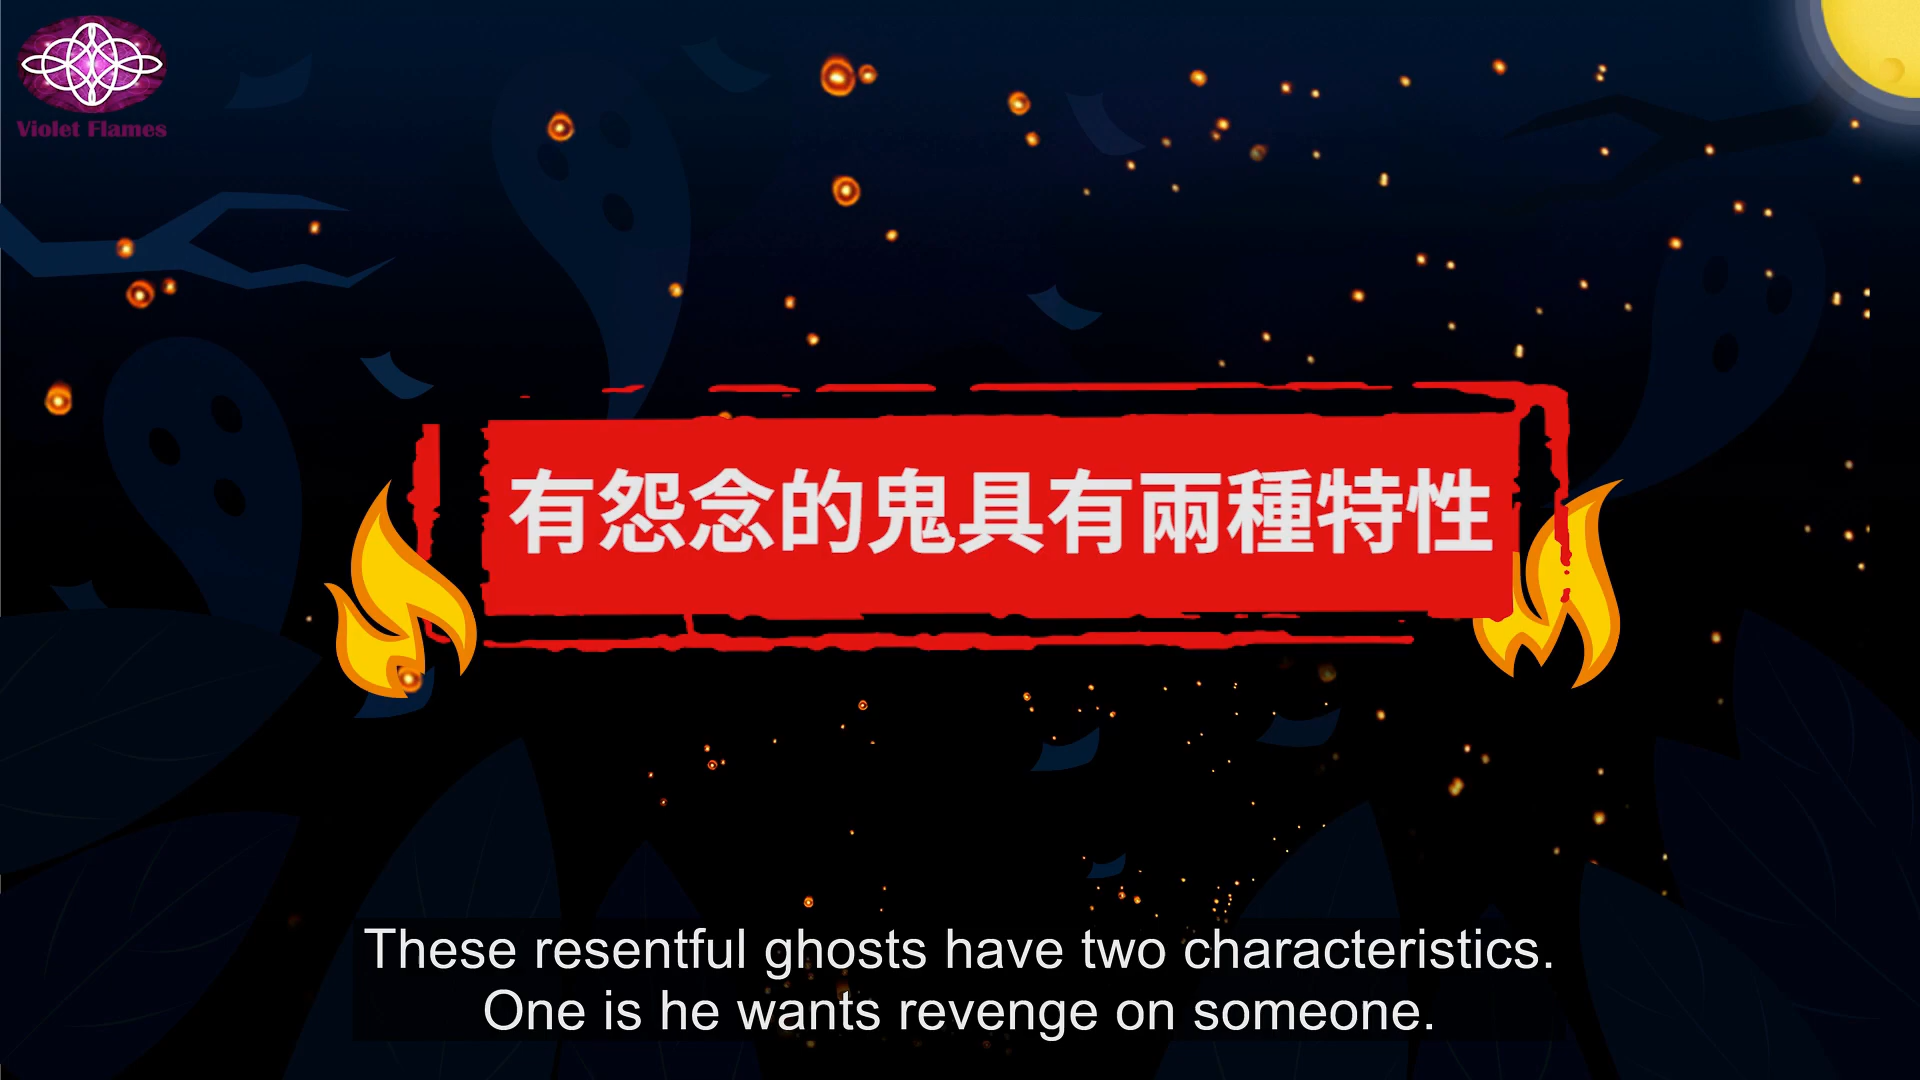 Violet Flames
有怨念的鬼具有兩種特性
These resentful ghosts have two characteristics.
One is he wants revenge on someone.